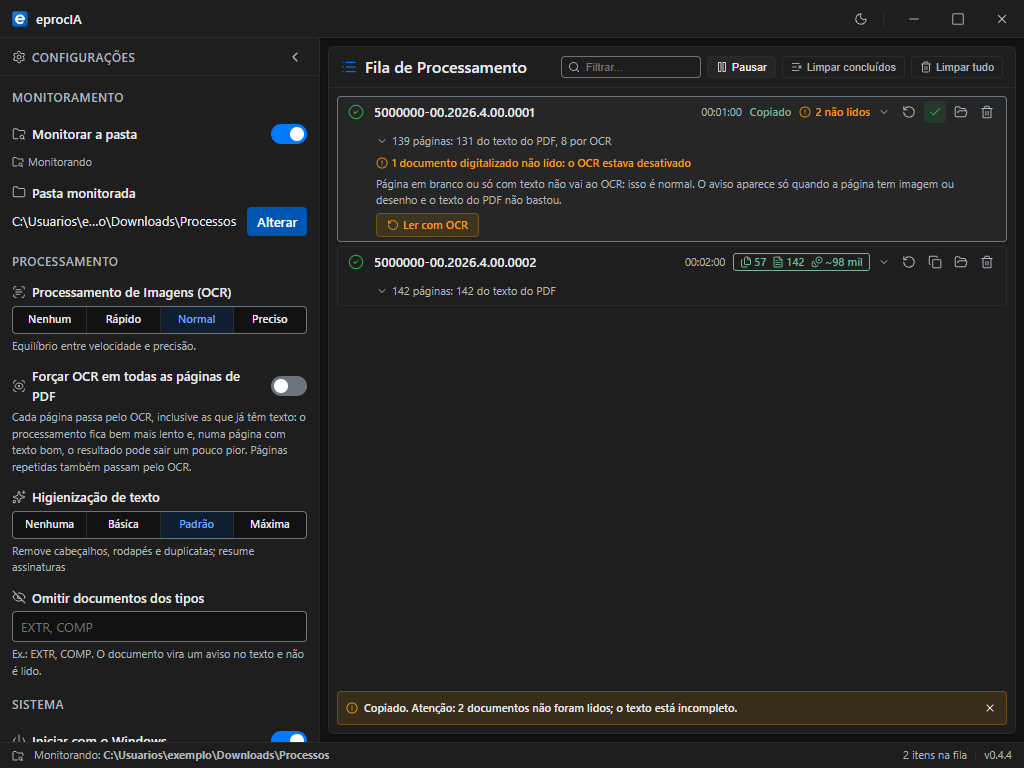 eprocIA
CONFIGURAÇÕES
MONITORAMENTO
Monitorar a pasta
Monitorando
Pasta monitorada
C:\Usuarios\e...o\Downloads\Processos
Alterar
PROCESSAMENTO
Processamento de Imagens (OCR)
Nenhum Rápido Normal Preciso
Equilíbrio entre velocidade e precisão.
Forçar OCR em todas as páginas de
PDF
Cada página passa pelo OCR, inclusive as que já têm texto: o
processamento fica bem mais lento e, numa página com
texto bom, o resultado pode sair um pouco pior. Páginas
repetidas também passam pelo OCR.
Higienização de texto
Nenhuma Básica Padrão Máxima
Remove cabeçalhos, rodapés e duplicatas; resume
assinaturas
Omitir documentos dos tipos
EXTR, COMP
Ex.: EXTR, COMP. O documento vira um aviso no texto e não
é lido.
SISTEMA
Iniciar com o Windows
Fila de Processamento
Filtrar...
Pausar
Limpar concluídos
Limpar tudo
5000000-00.2026.4.00.0001
00:01:00 Copiado 2 não lidos
139 páginas: 131 do texto do PDF, 8 por OCR
1 documento digitalizado não lido: o OCR estava desativado
Página em branco ou só com texto não vai ao OCR: isso é normal. O aviso aparece só quando a página tem imagem ou
desenho e o texto do PDF não bastou.
Ler com OCR
5000000-00.2026.4.00.0002
00:02:00 57 142 ~98 mil
142 páginas: 142 do texto do PDF
Copiado. Atenção: 2 documentos não foram lidos; o texto está incompleto.
Monitorando: C:\Usuarios\exemplo\Downloads\Processos
2 itens na fila v0.4.4